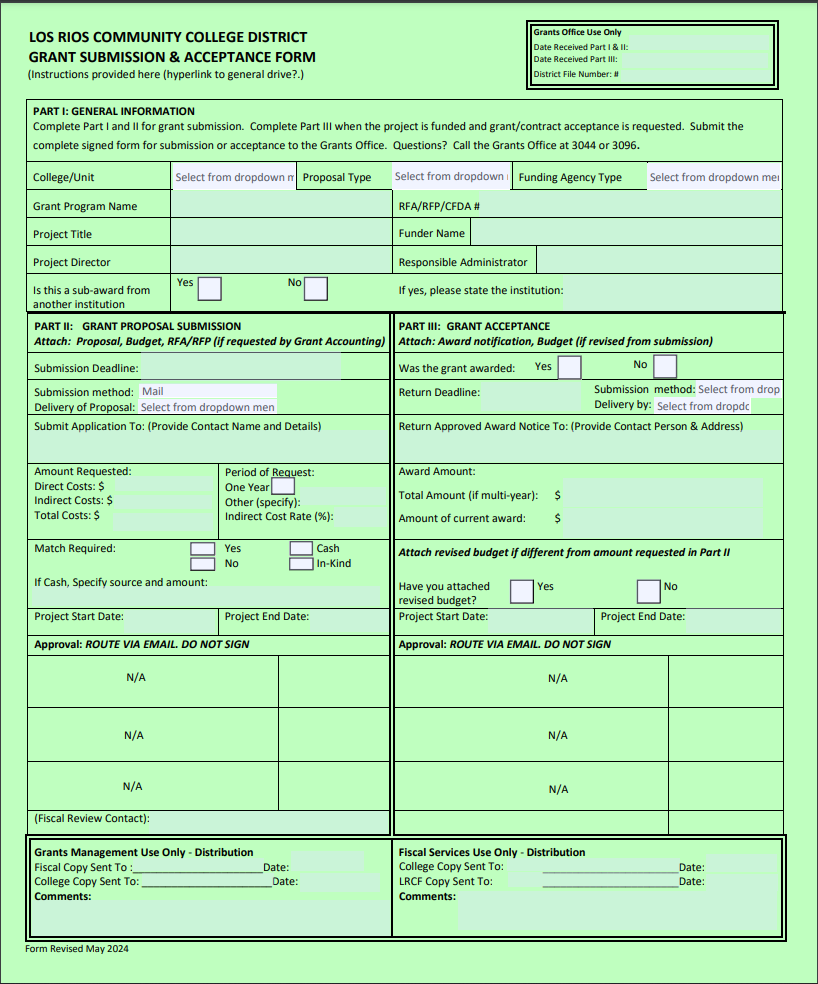 LOS RIOS COMMUNITY COLLEGE DISTRICT
GRANT SUBMISSION & ACCEPTANCE FORM
(Instructions provided here (hyperlink to general drive?.)
Grants Office Use Only
Date Received Part I & II:
Date Received Part III:
District File Number: #
PART I: GENERAL INFORMATION
Complete Part I and II for grant submission. Complete Part III when the project is funded and grant/contract acceptance is requested. Submit the
complete signed form for submission or acceptance to the Grants Office. Questions? Call the Grants Office at 3044 or 3096.
College/Unit Select from dropdown m Proposal Type Select from dropdown Funding Agency Type Select from dropdown me
Grant Program Name RFA/RFP/CFDA #
Project Title Funder Name
Project Director Responsible Administrator
Is this a sub-award from
another institution
Yes No If yes, please state the institution:
PART II: GRANT PROPOSAL SUBMISSION
Attach: Proposal, Budget, RFA/RFP (if requested by Grant Accounting)
Submission Deadline:
Submission method: Mail
Delivery of Proposal: Select from dropdown men
Submit Application To: (Provide Contact Name and Details)
Amount Requested:
Direct Costs: $
Indirect Costs: $
Total Costs: $
Period of Request:
One Year
Other (specify):
Indirect Cost Rate (%):
Match Required: Yes Cash
No In-Kind
If Cash, Specify source and amount:
Project Start Date: Project End Date:
Approval: ROUTE VIA EMAIL. DO NOT SIGN
N/A
N/A
N/A
(Fiscal Review Contact):
PART III: GRANT ACCEPTANCE
Attach: Award notification, Budget (if revised from submission)
Was the grant awarded: Yes No
Return Deadline:
Submission method: Select from drop
Delivery by: Select from dropdo
Return Approved Award Notice To: (Provide Contact Person & Address)
Award Amount:
Total Amount (if multi-year): $
Amount of current award: $
Attach revised budget if different from amount requested in Part II
Have you attached
revised budget?
Yes No
Project Start Date: Project End Date:
Approval: ROUTE VIA EMAIL. DO NOT SIGN
N/A
N/A
N/A
Grants Management Use Only - Distribution
Fiscal Copy Sent To :______________________Date:
College Copy Sent To: ______________________Date:
Comments:
Fiscal Services Use Only - Distribution
College Copy Sent To: ______________________Date:
LRCF Copy Sent To: ______________________Date:
Comments:
Form Revised May 2024